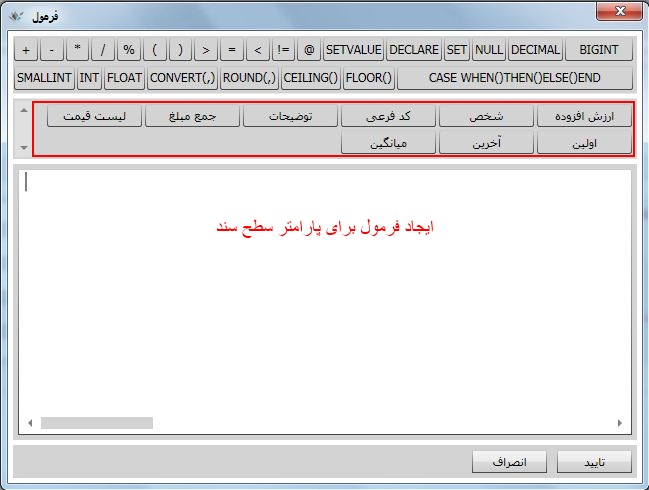 فرمول
+ - * / % ( ) > = < != @ SETVALUE DECLARE SET NULL DECIMAL BIGINT
SMALLINT INT FLOAT CONVERT(,) ROUND(,) CEILING() FLOOR() CASE WHEN()THEN()ELSE()END
ارزش افزوده شخص کد فرعی توضیحات جمع مبلغ لیست قیمت
اولین آخرین میانگین
ایجاد فرمول برای پارامتر سطح سند
تایید انصراف